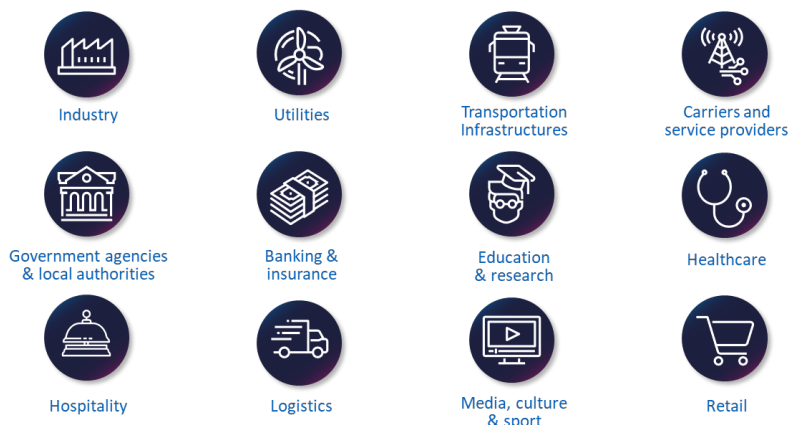 Industry
Utilities
Transportation
Infrastructures
Carriers and
service providers
Government agencies
& local authorities
Banking &
insurance
Education
& research
Healthcare
Hospitality
Logistics
Media, culture
& sport
Retail